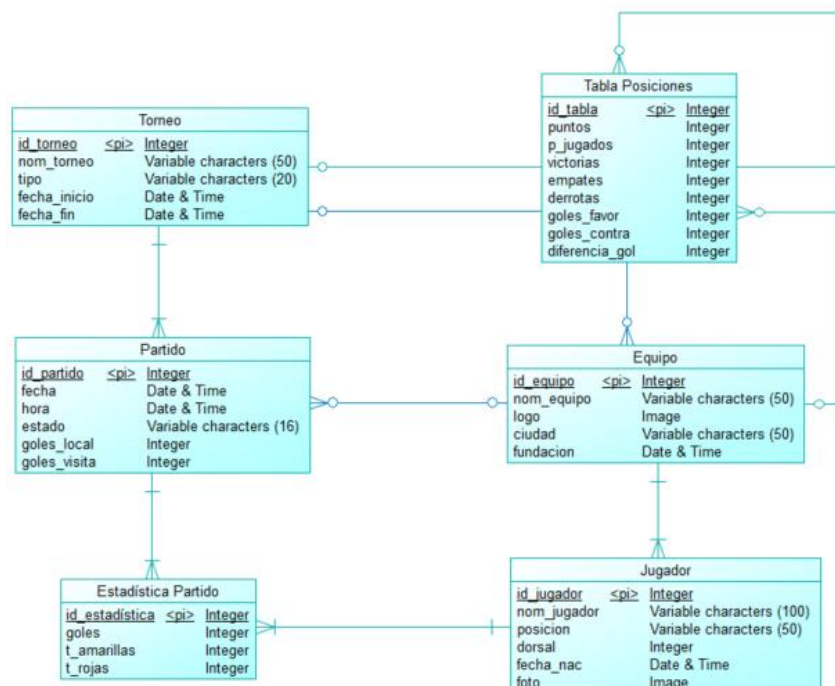 Tabla Posiciones
id_tabla <pi> Integer
puntos Integer
p_jugados Integer
victorias Integer
empates Integer
derrotas Integer
goles_favor Integer
goles_contra Integer
diferencia_gol Integer
Torneo
id_torneo <pi> Integer
nom_torneo Variable characters (50)
tipo Variable characters (20)
fecha_inicio Date & Time
fecha_fin Date & Time
Partido
id_partido <pi> Integer
fecha Date & Time
hora Date & Time
estado Variable characters (16)
goles_local Integer
goles_visita Integer
Equipo
id_equipo <pi> Integer
nom_equipo Variable characters (50)
logo Image
ciudad Variable characters (50)
fundacion Date & Time
Estadística Partido
id_estadística <pi> Integer
goles Integer
t_amarillas Integer
t_rojas Integer
Jugador
id_jugador <pi> Integer
nom_jugador Variable characters (100)
posicion Variable characters (50)
dorsal Integer
fecha_nac Date & Time
foto Image